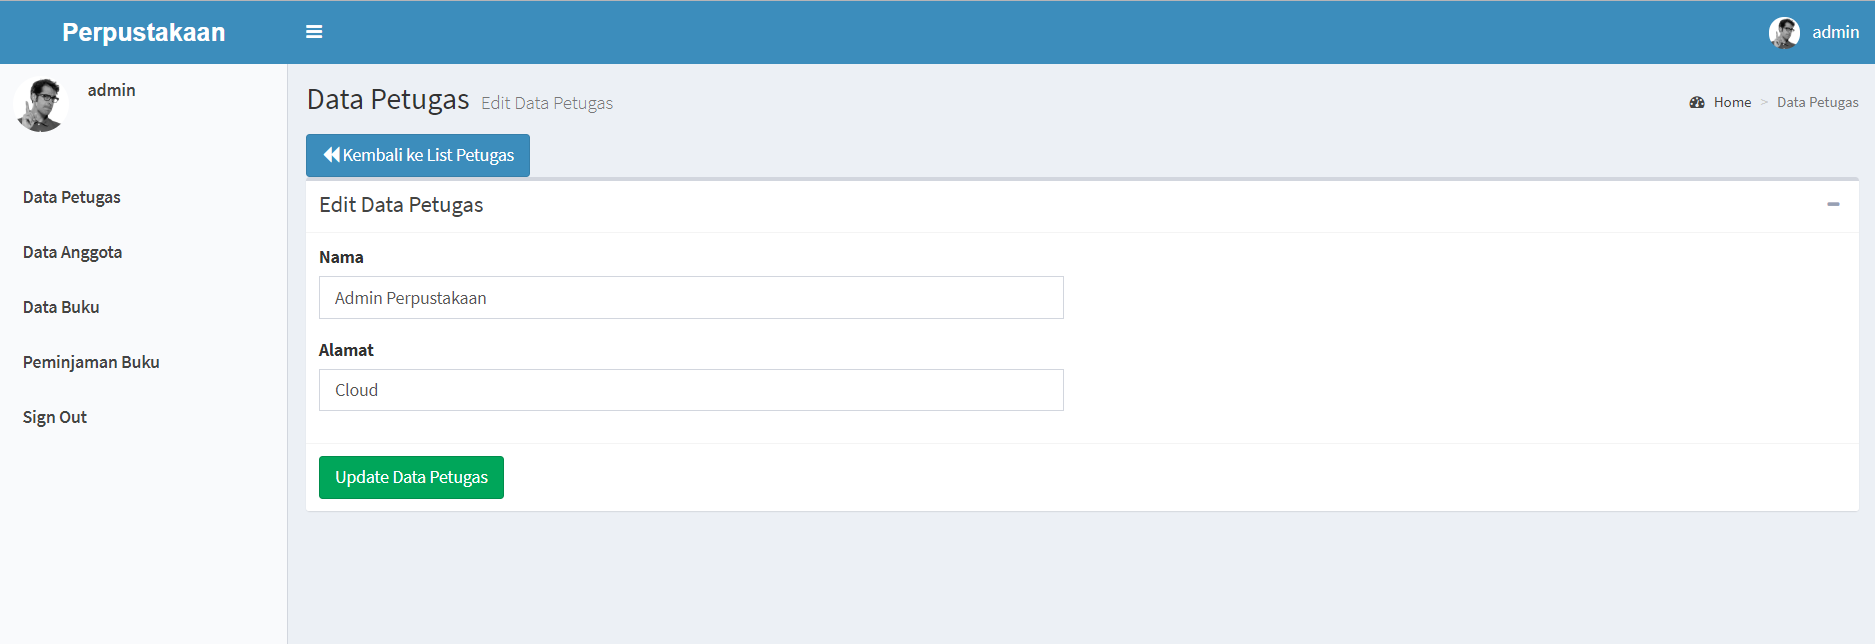 Perpustakaan
admin
admin
Data Petugas
Data Anggota
Data Buku
Peminjaman Buku
Sign Out
Data Petugas Edit Data Petugas
Home > Data Petugas
Kembali ke List Petugas
Edit Data Petugas
Nama
Admin Perpustakaan
Alamat
Cloud
Update Data Petugas